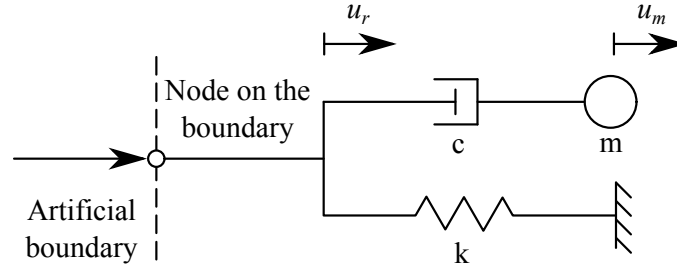 u_r
u_m
Node on the
boundary
c
m
Artificial
boundary
k